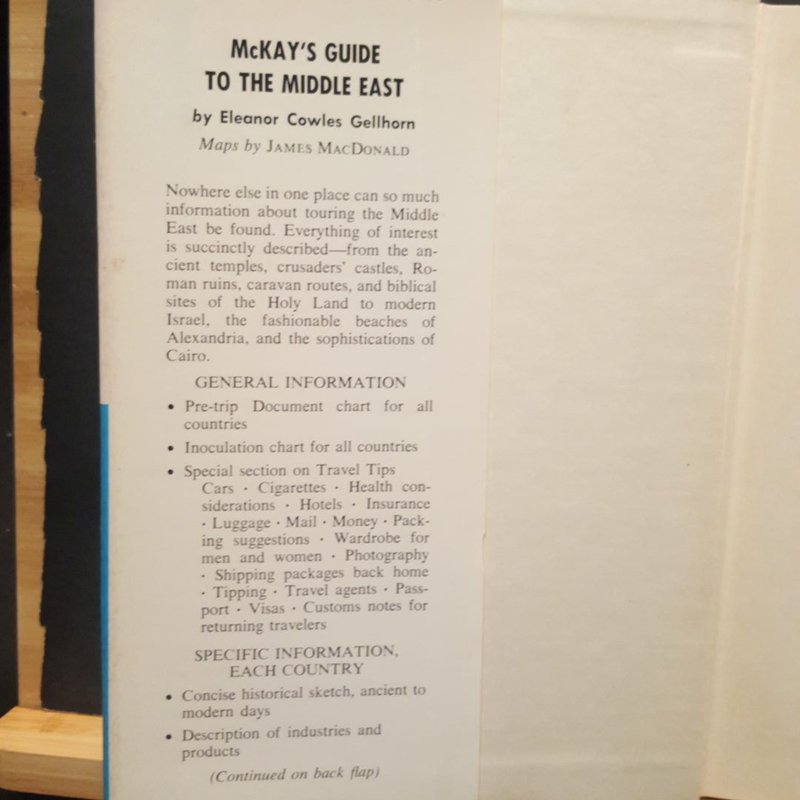 McKAY'S GUIDE
TO THE MIDDLE EAST
by Eleanor Cowles Gellhorn
Maps by JAMES MACDONALD
Nowhere else in one place can so much
information about touring the Middle
East be found. Everything of interest
is succinctly described—from the an-
cient temples, crusaders' castles, Ro-
man ruins, caravan routes, and biblical
sites of the Holy Land to modern
Israel, the fashionable beaches of
Alexandria, and the sophistications of
Cairo.
GENERAL INFORMATION
• Pre-trip Document chart for all
countries
• Inoculation chart for all countries
• Special section on Travel Tips
Cars · Cigarettes · Health con-
siderations · Hotels · Insurance
· Luggage · Mail · Money · Pack-
ing suggestions · Wardrobe for
men and women · Photography
· Shipping packages back home
· Tipping · Travel agents · Pass-
port · Visas · Customs notes for
returning travelers
SPECIFIC INFORMATION,
EACH COUNTRY
• Concise historical sketch, ancient to
modern days
• Description of industries and
products
(Continued on back flap)